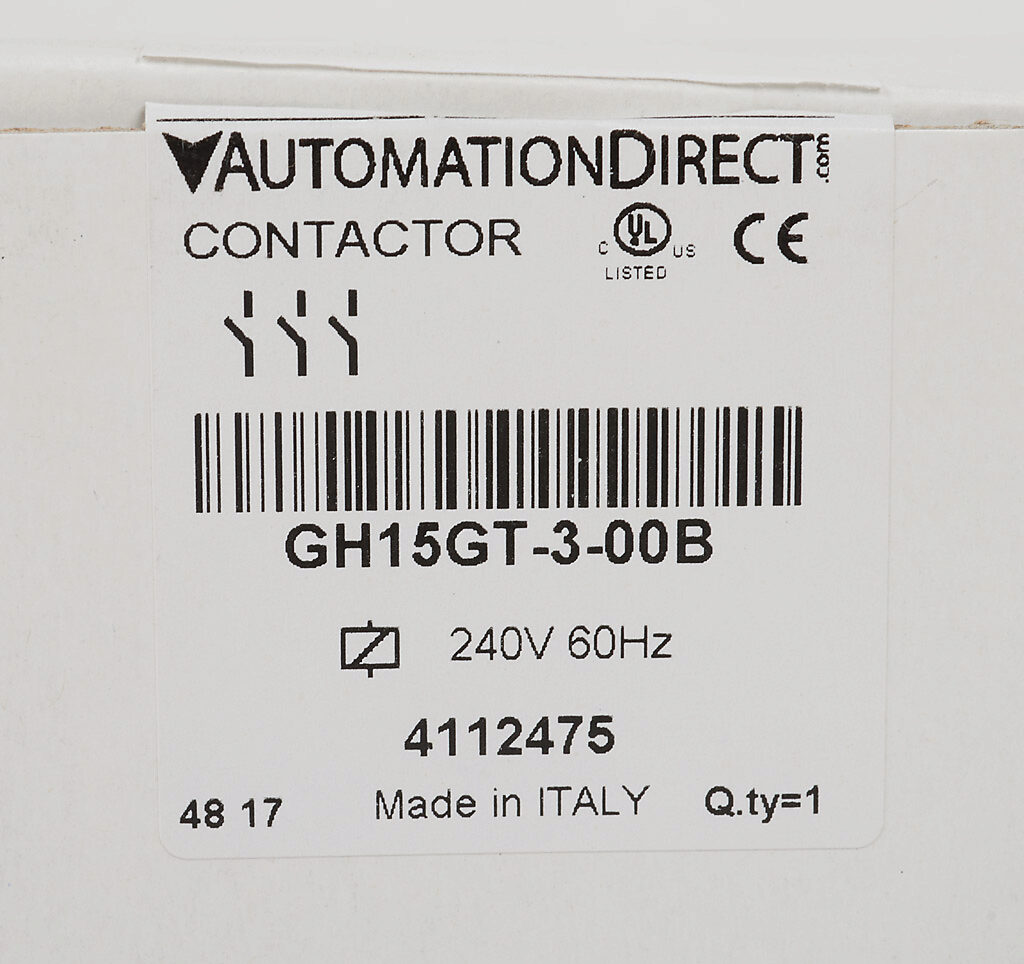 AUTOMATIONDIRECT.com
CONTACTOR
C UL US
LISTED
CE
GH15GT-3-00B
240V 60Hz
4112475
48 17 Made in ITALY Q.ty=1